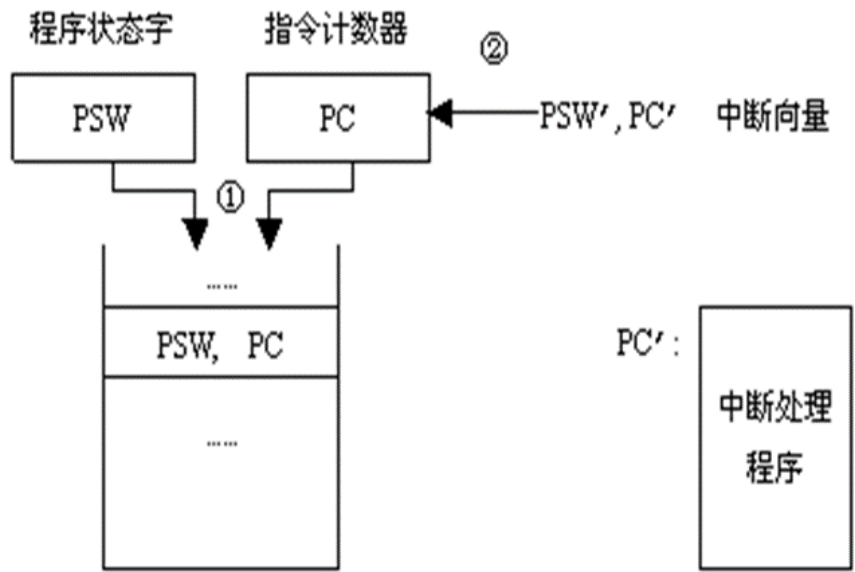 程序状态字 指令计数器
②
PSW PC PSW′,PC′ 中断向量
①
……
PSW, PC
PC′:
中断处理
程序
……